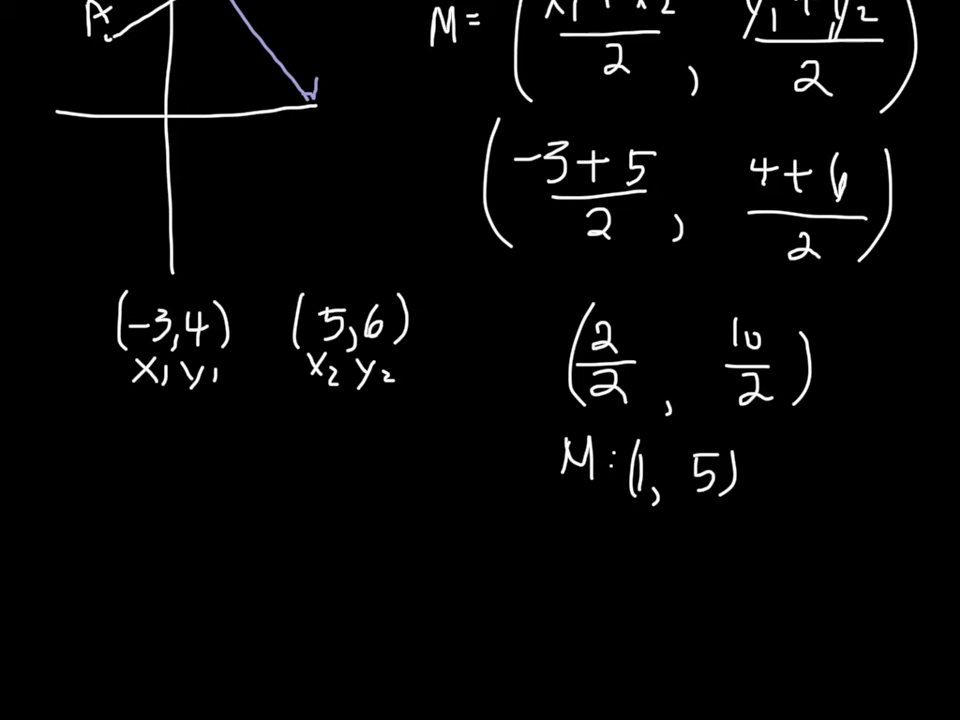 A
M = ( x₁ + x₂ / 2 , y₁ + y₂ / 2 )
( -3 + 5 / 2 , 4 + 6 / 2 )
(-3,4) (5,6)
x₁ y₁ x₂ y₂
( 2 / 2 , 10 / 2 )
M : (1, 5)